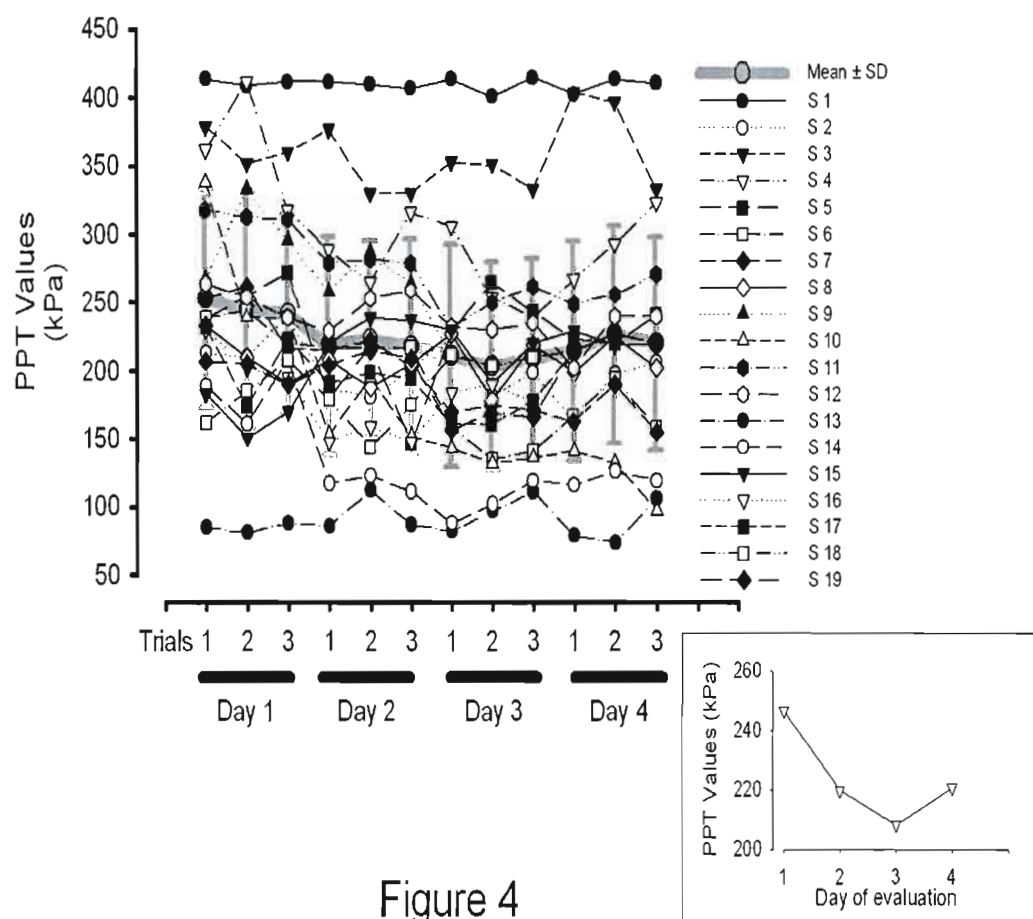 450
400
350
300
250
200
150
100
50
PPT Values
(kPa)
Mean ± SD
S 1
S 2
S 3
S 4
S 5
S 6
S 7
S 8
S 9
S 10
S 11
S 12
S 13
S 14
S 15
S 16
S 17
S 18
S 19
Trials 1 2 3 1 2 3 1 2 3 1 2 3
Day 1 Day 2 Day 3 Day 4
260
240
220
200
PPT Values (kPa)
1 2 3 4
Day of evaluation
Figure 4